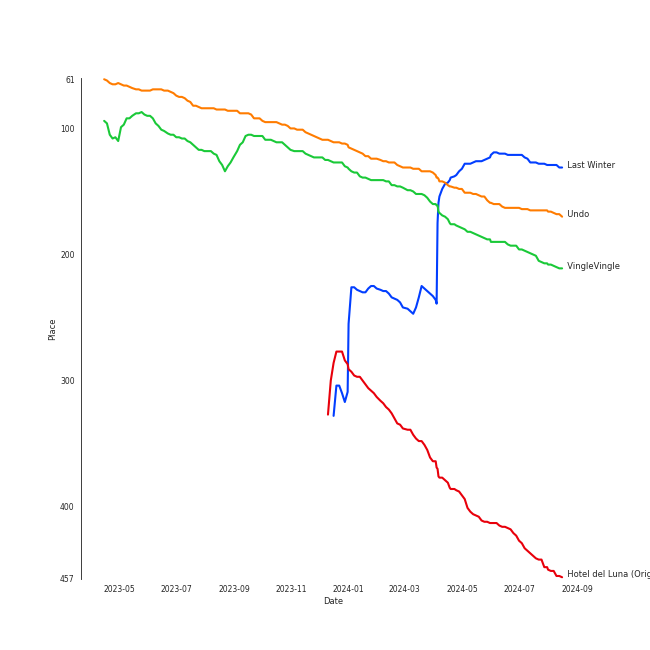 61
100
200
300
400
457
Place
2023-05
2023-07
2023-09
2023-11
2024-01
2024-03
2024-05
2024-07
2024-09
Date
Last Winter
Undo
VingleVingle
Hotel del Luna (Orig